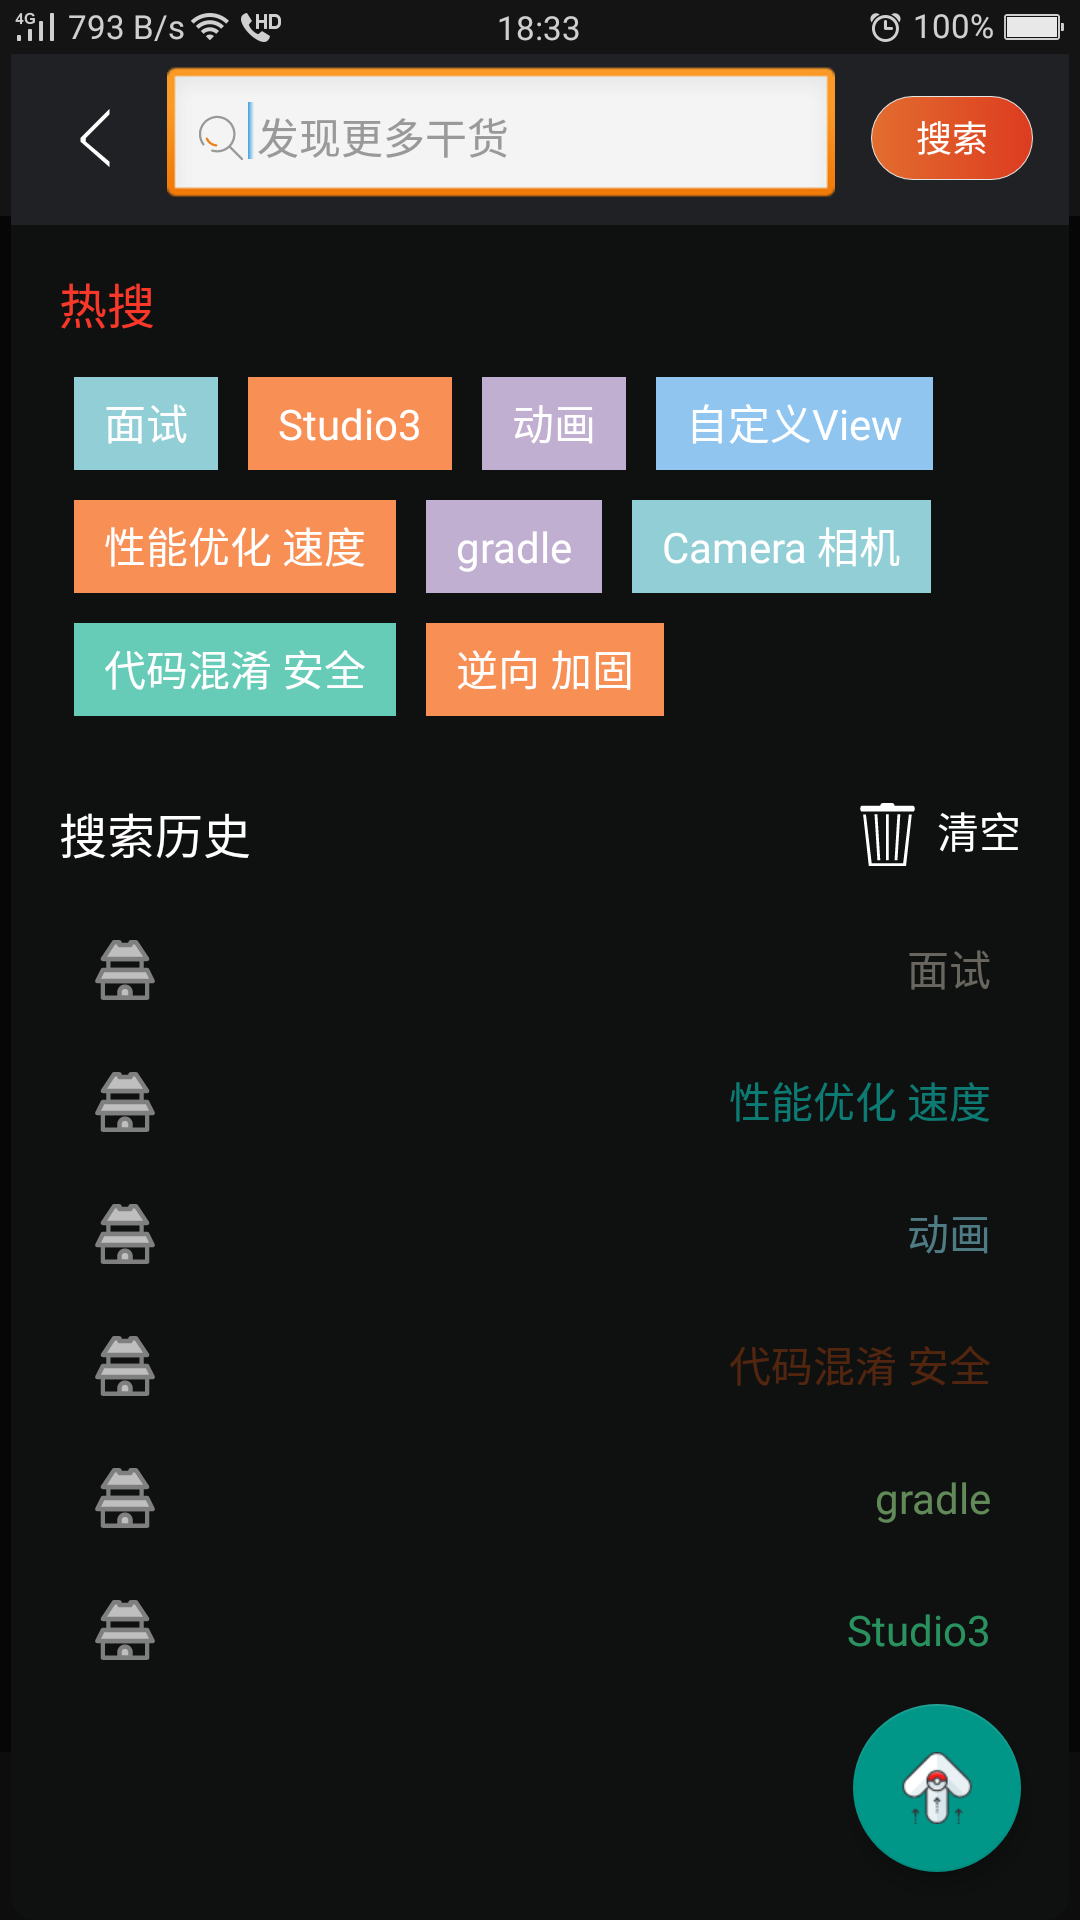 4G 793 B/s HD 18:33 100%
发现更多干货 搜索
热搜
面试 Studio3 动画 自定义View
性能优化 速度 gradle Camera 相机
代码混淆 安全 逆向 加固
搜索历史 清空
面试
性能优化 速度
动画
代码混淆 安全
gradle
Studio3